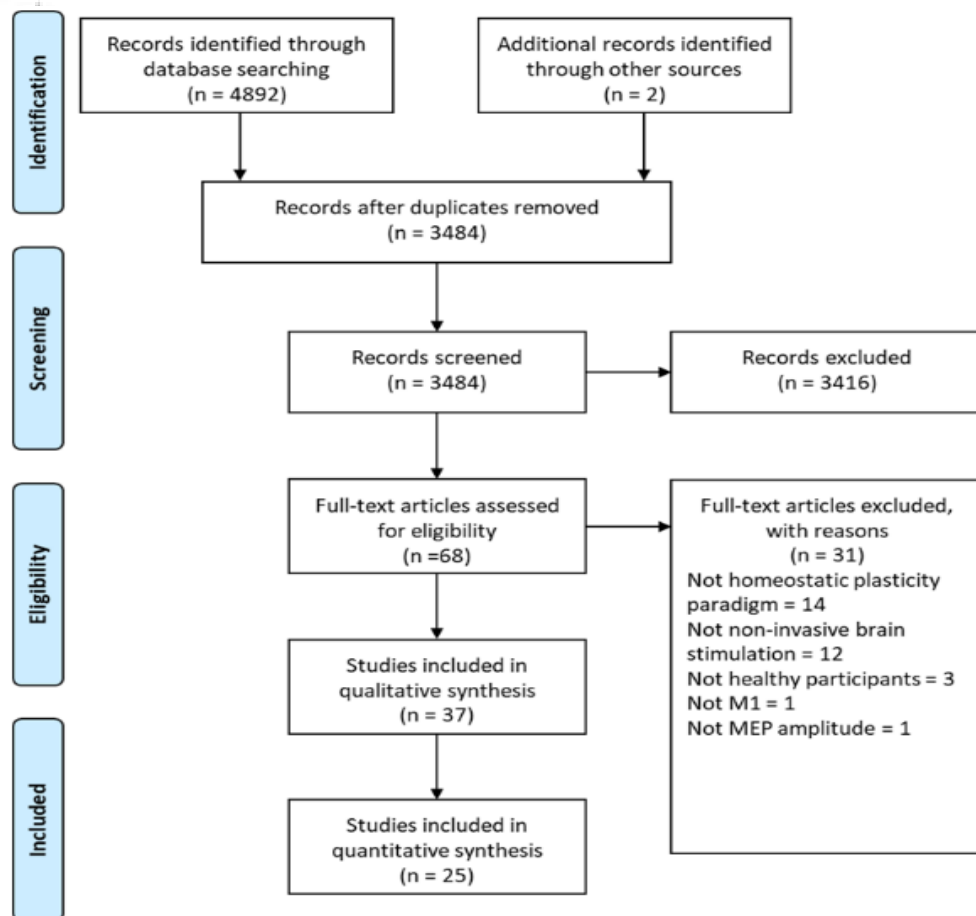 Identification
Records identified through
database searching
(n = 4892)
Additional records identified
through other sources
(n = 2)
Records after duplicates removed
(n = 3484)
Screening
Records screened
(n = 3484)
Records excluded
(n = 3416)
Eligibility
Full-text articles assessed
for eligibility
(n =68)
Full-text articles excluded,
with reasons
(n = 31)
Not homeostatic plasticity
paradigm = 14
Not non-invasive brain
stimulation = 12
Not healthy participants = 3
Not M1 = 1
Not MEP amplitude = 1
Studies included in
qualitative synthesis
(n = 37)
Included
Studies included in
quantitative synthesis
(n = 25)